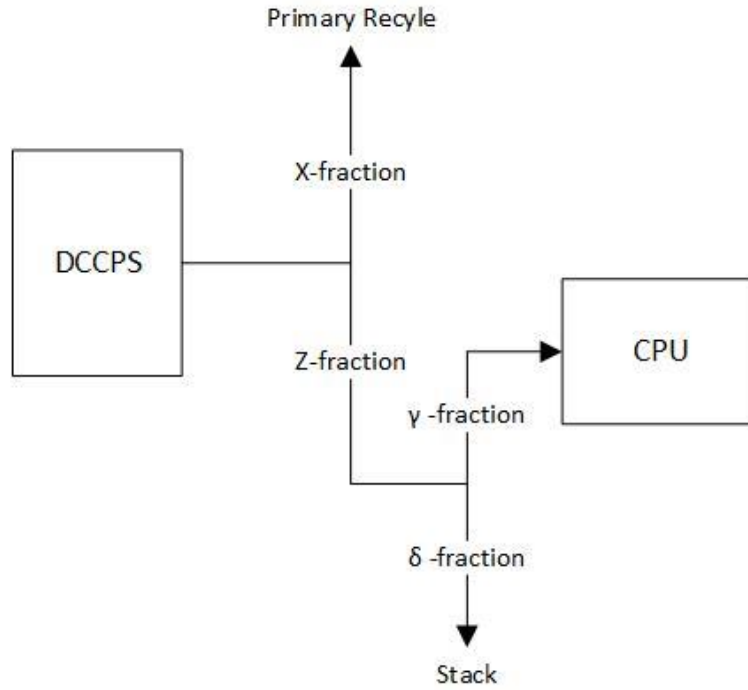 Primary Recyle
X-fraction
DCCPS
Z-fraction
CPU
γ -fraction
δ -fraction
Stack